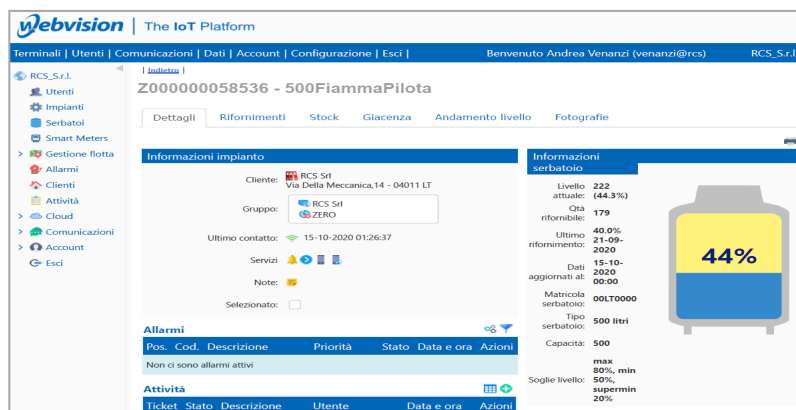 Webvision | The IoT Platform
Terminali | Utenti | Comunicazioni | Dati | Account | Configurazione | Esci | Benvenuto Andrea Venanzi (venanzi@rcs) RCS_S.r.l.
RCS_S.r.l.
Utenti
Impianti
Serbatoi
Smart Meters
> Gestione flotta
Allarmi
Clienti
Attività
> Cloud
> Comunicazioni
> Account
Esci
| Indietro |
Z000000058536 - 500FiammaPilota
Dettagli Rifornimenti Stock Giacenza Andamento livello Fotografie
Informazioni impianto
Cliente: RCS Srl
Via Della Meccanica,14 - 04011 LT
Gruppo: RCS Srl
ZERO
Ultimo contatto: 15-10-2020 01:26:37
Servizi
Note:
Selezionato:
Allarmi
Pos. Cod. Descrizione Priorità Stato Data e ora Azioni
Non ci sono allarmi attivi
Attività
Ticket Stato Descrizione Utente Data e ora Azioni
Informazioni
serbatoio
Livello 222
attuale: (44.3%)
Qtà
rifornibile: 179
Ultimo 40.0%
rifornimento: 21-09-
2020
Dati 15-10-
aggiornati al: 2020
00:00
Matricola
serbatoio: 00LT0000
Tipo
serbatoio: 500 litri
Capacità: 500
max
80%, min
Soglie livello: 50%,
supermin
20%
44%